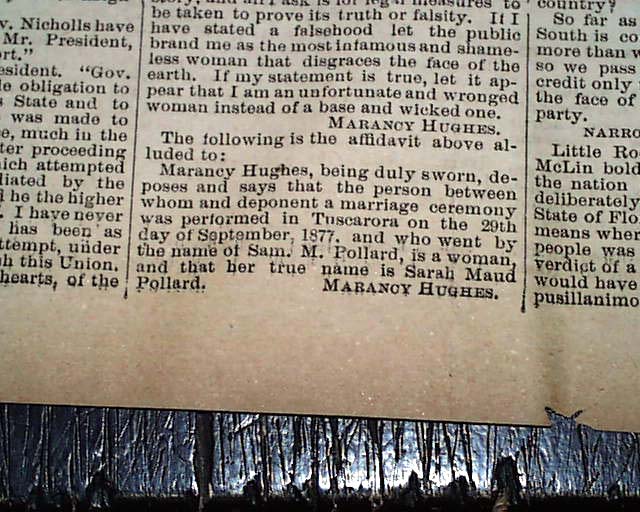 v. Nicholls have
Mr. President,
ort."
esident. "Gov.
le obligation to
s State and to
was made to
e, much in the
ter proceeding
hich attempted
liated by the
d he the higher
. I have never
has been as
ttempt, under
h this Union.
hearts, of the
story, and all I ask is for legal measures to
be taken to prove its truth or falsity. If I
have stated a falsehood let the public
brand me as the most infamous and shame-
less woman that disgraces the face of the
earth. If my statement is true, let it ap-
pear that I am an unfortunate and wronged
woman instead of a base and wicked one.
MARANCY HUGHES.
The following is the affidavit above al-
luded to:
Marancy Hughes, being duly sworn, de-
poses and says that the person between
whom and deponent a marriage ceremony
was performed in Tuscarora on the 29th
day of September, 1877, and who went by
the name of Sam. M. Pollard, is a woman,
and that her true name is Sarah Maud
Pollard. MARANCY HUGHES.
country?
So far as
South is co
more than w
so we pass
credit only
the face of
party.
NARRO
Little Ro
McLin bold
the nation
deliberately
State of Flo
means wher
people was
verdict of a
would have
pusillanimo